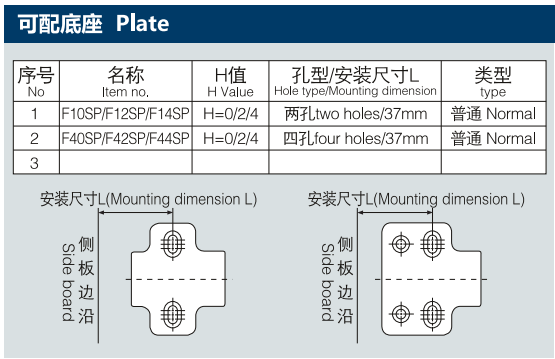 可配底座 Plate
序号 名称 H值 孔型/安装尺寸L 类型
No Item no. H Value Hole type/Mounting dimension type
1 F10SP/F12SP/F14SP H=0/2/4 两孔two holes/37mm 普通 Normal
2 F40SP/F42SP/F44SP H=0/2/4 四孔four holes/37mm 普通 Normal
3
安装尺寸L(Mounting dimension L) 安装尺寸L(Mounting dimension L)
侧板边沿
Side board
侧板边沿
Side board